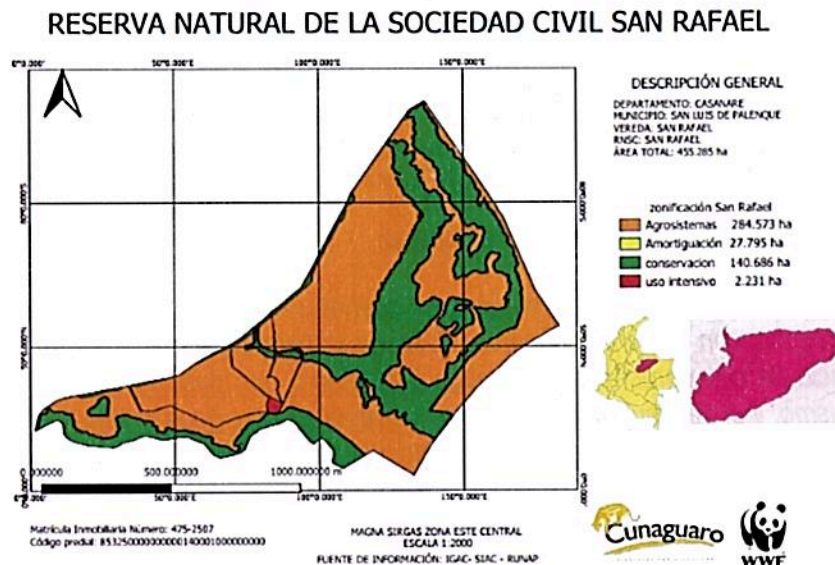 RESERVA NATURAL DE LA SOCIEDAD CIVIL SAN RAFAEL
DESCRIPCIÓN GENERAL
DEPARTAMENTO: CASANARE
MUNICIPIO: SAN LUIS DE PALENQUE
VEREDA: SAN RAFAEL
RNSC: SAN RAFAEL
ÁREA TOTAL: 455.285 ha
zonificación San Rafael
Agrosistemas 284.573 ha
Amortiguación 27.795 ha
conservacion 140.686 ha
uso intensivo 2.231 ha
500.000000
1000.000000 m
Matrícula Inmobiliaria Número: 475-2507
Código predial:
MAGNA SIRGAS ZONA ESTE CENTRAL
ESCALA 1:2000
FUENTE DE INFORMACIÓN: IGAC- SIAC - RUNAP
Cunaguaro
WWF